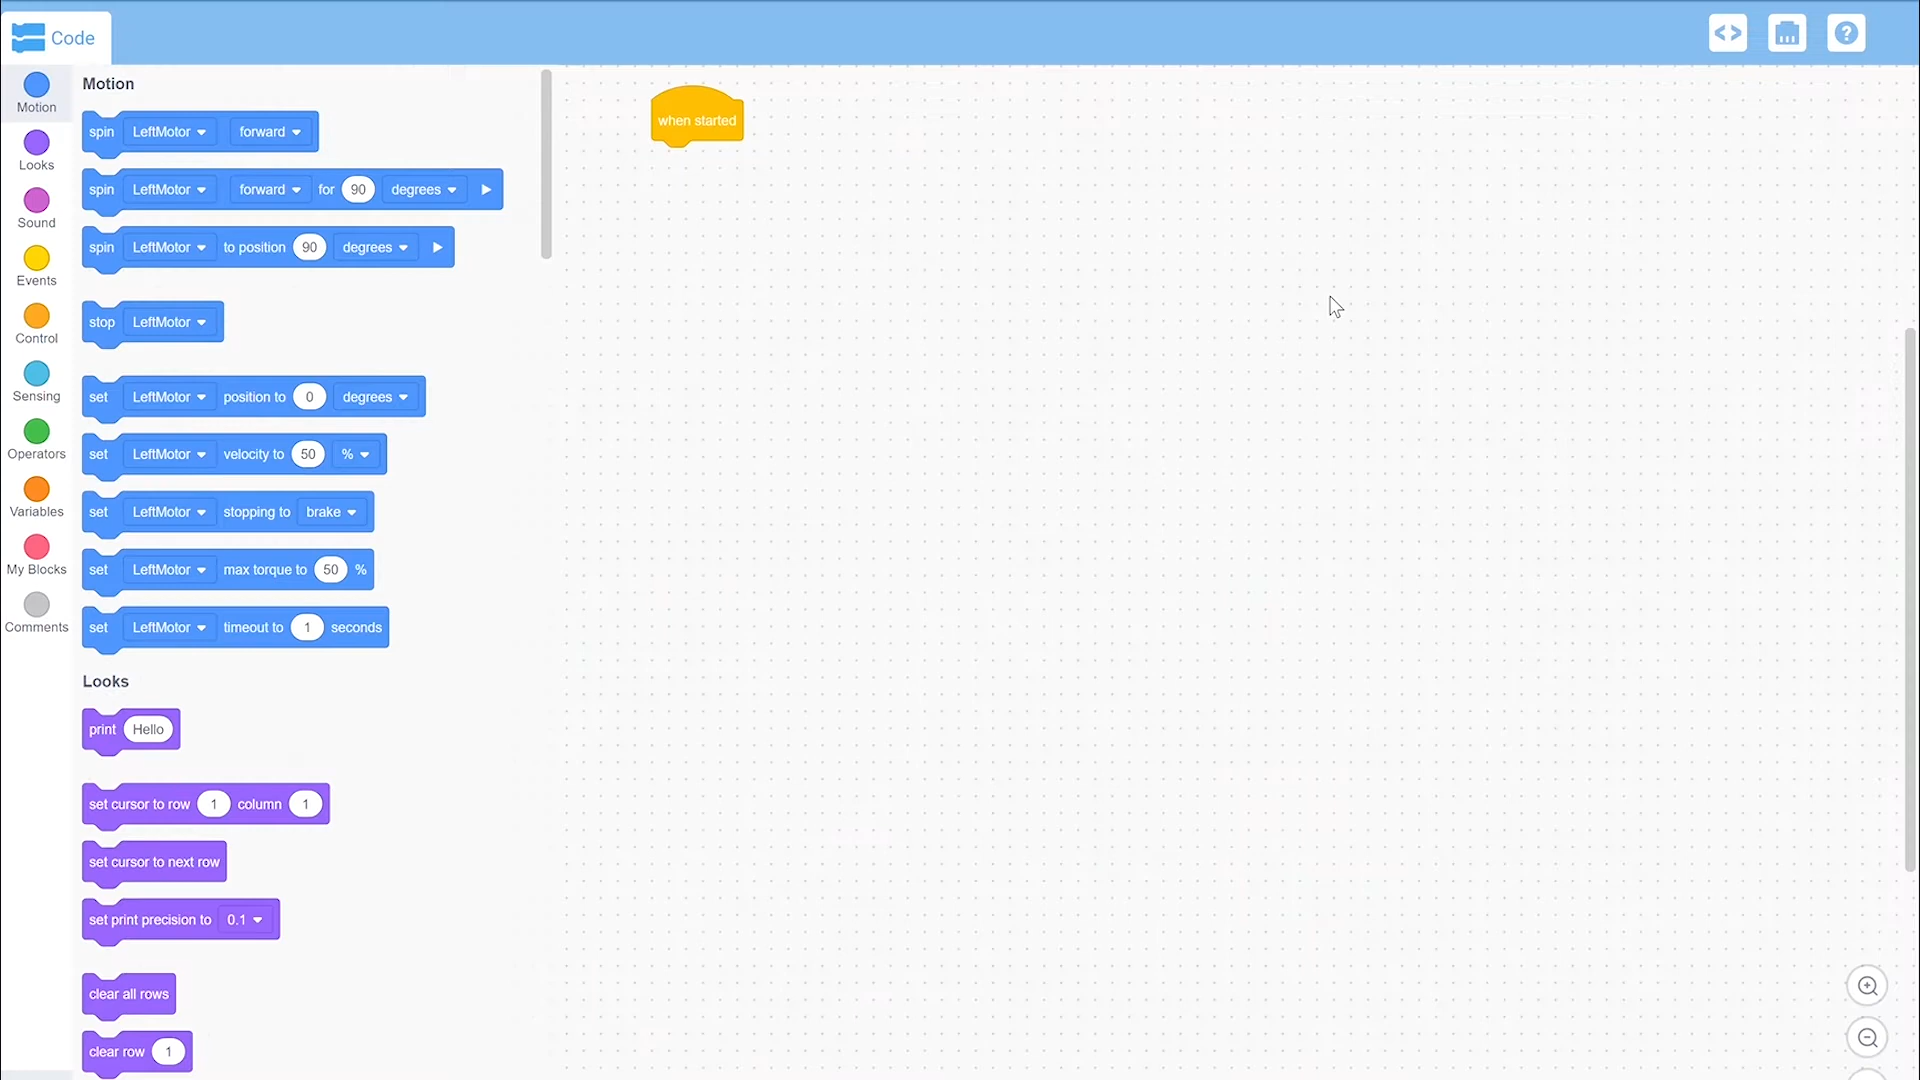 Code
Motion
Looks
Sound
Events
Control
Sensing
Operators
Variables
My Blocks
Comments
Motion
spin LeftMotor forward
spin LeftMotor forward for 90 degrees
spin LeftMotor to position 90 degrees
stop LeftMotor
set LeftMotor position to 0 degrees
set LeftMotor velocity to 50 %
set LeftMotor stopping to brake
set LeftMotor max torque to 50 %
set LeftMotor timeout to 1 seconds
Looks
print Hello
set cursor to row 1 column 1
set cursor to next row
set print precision to 0.1
clear all rows
clear row 1
when started